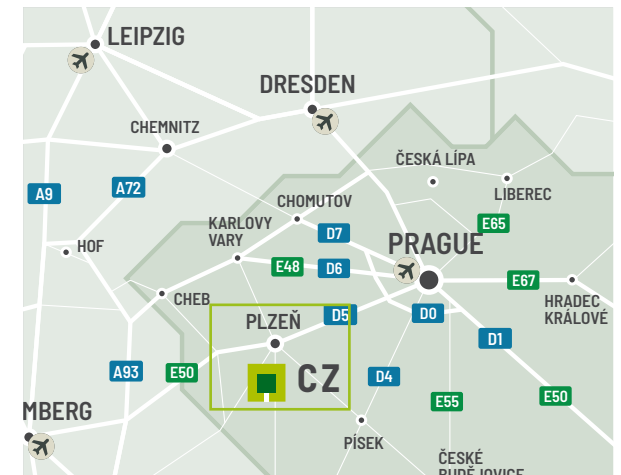 LEIPZIG
DRESDEN
CHEMNITZ
ČESKÁ LÍPA
A9
A72
LIBEREC
CHOMUTOV
KARLOVY
VARY
E65
D7
HOF
PRAGUE
E48
D6
E67
CHEB
HRADEC
KRÁLOVÉ
PLZEŇ
D5
D0
D1
A93
E50
CZ
D4
E55
E50
MBERG
PÍSEK
ČESKÉ
BUDĚJOVICE